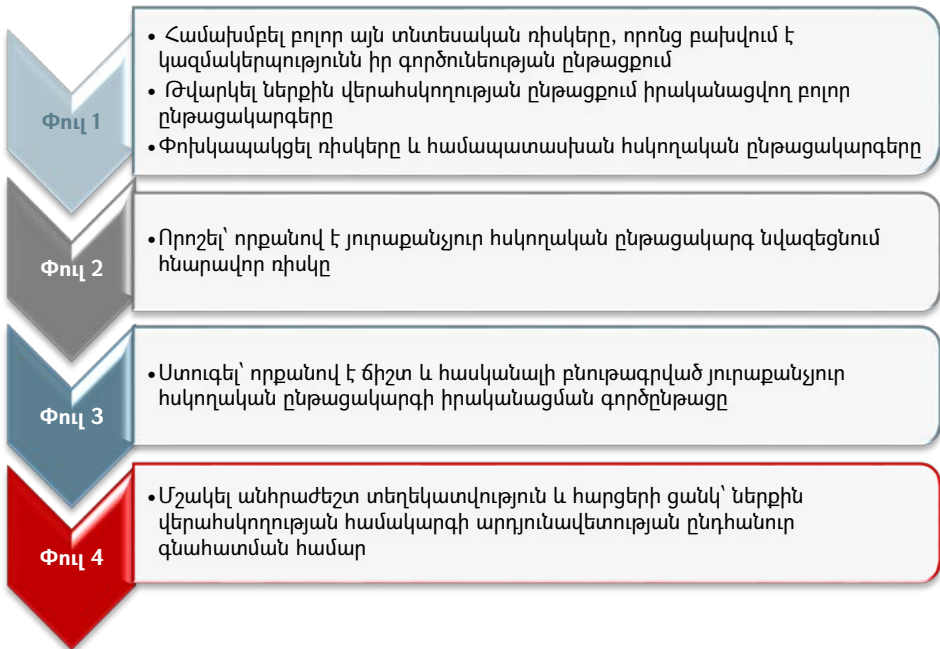 Փուլ 1
• Համախմբել բոլոր այն տնտեսական ռիսկերը, որոնց բախվում է
կազմակերպությունն իր գործունեության ընթացքում
• Թվարկել ներքին վերահսկողության ընթացքում իրականացվող բոլոր
ընթացակարգերը
• Փոխկապակցել ռիսկերը և համապատասխան հսկողական ընթացակարգերը
Փուլ 2
• Որոշել՝ որքանով է յուրաքանչյուր հսկողական ընթացակարգ նվազեցնում
հնարավոր ռիսկը
Փուլ 3
• Ստուգել՝ որքանով է ճիշտ և հասկանալի բնութագրված յուրաքանչյուր
հսկողական ընթացակարգի իրականացման գործընթացը
Փուլ 4
• Մշակել անհրաժեշտ տեղեկատվություն և հարցերի ցանկ՝ ներքին
վերահսկողության համակարգի արդյունավետության ընդհանուր
գնահատման համար